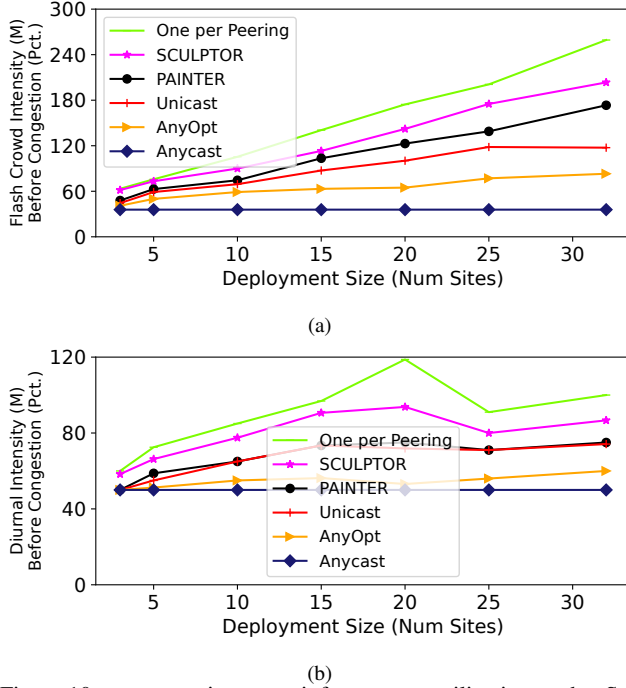 300
240
180
120
60
0
Flash Crowd Intensity (M)
Before Congestion (Pct.)
One per Peering
SCULPTOR
PAINTER
Unicast
AnyOpt
Anycast
5 10 15 20 25 30
Deployment Size (Num Sites)
(a)
120
80
40
0
Diurnal Intensity (M)
Before Congestion (Pct.)
One per Peering
SCULPTOR
PAINTER
Unicast
AnyOpt
Anycast
5 10 15 20 25 30
Deployment Size (Num Sites)
(b)